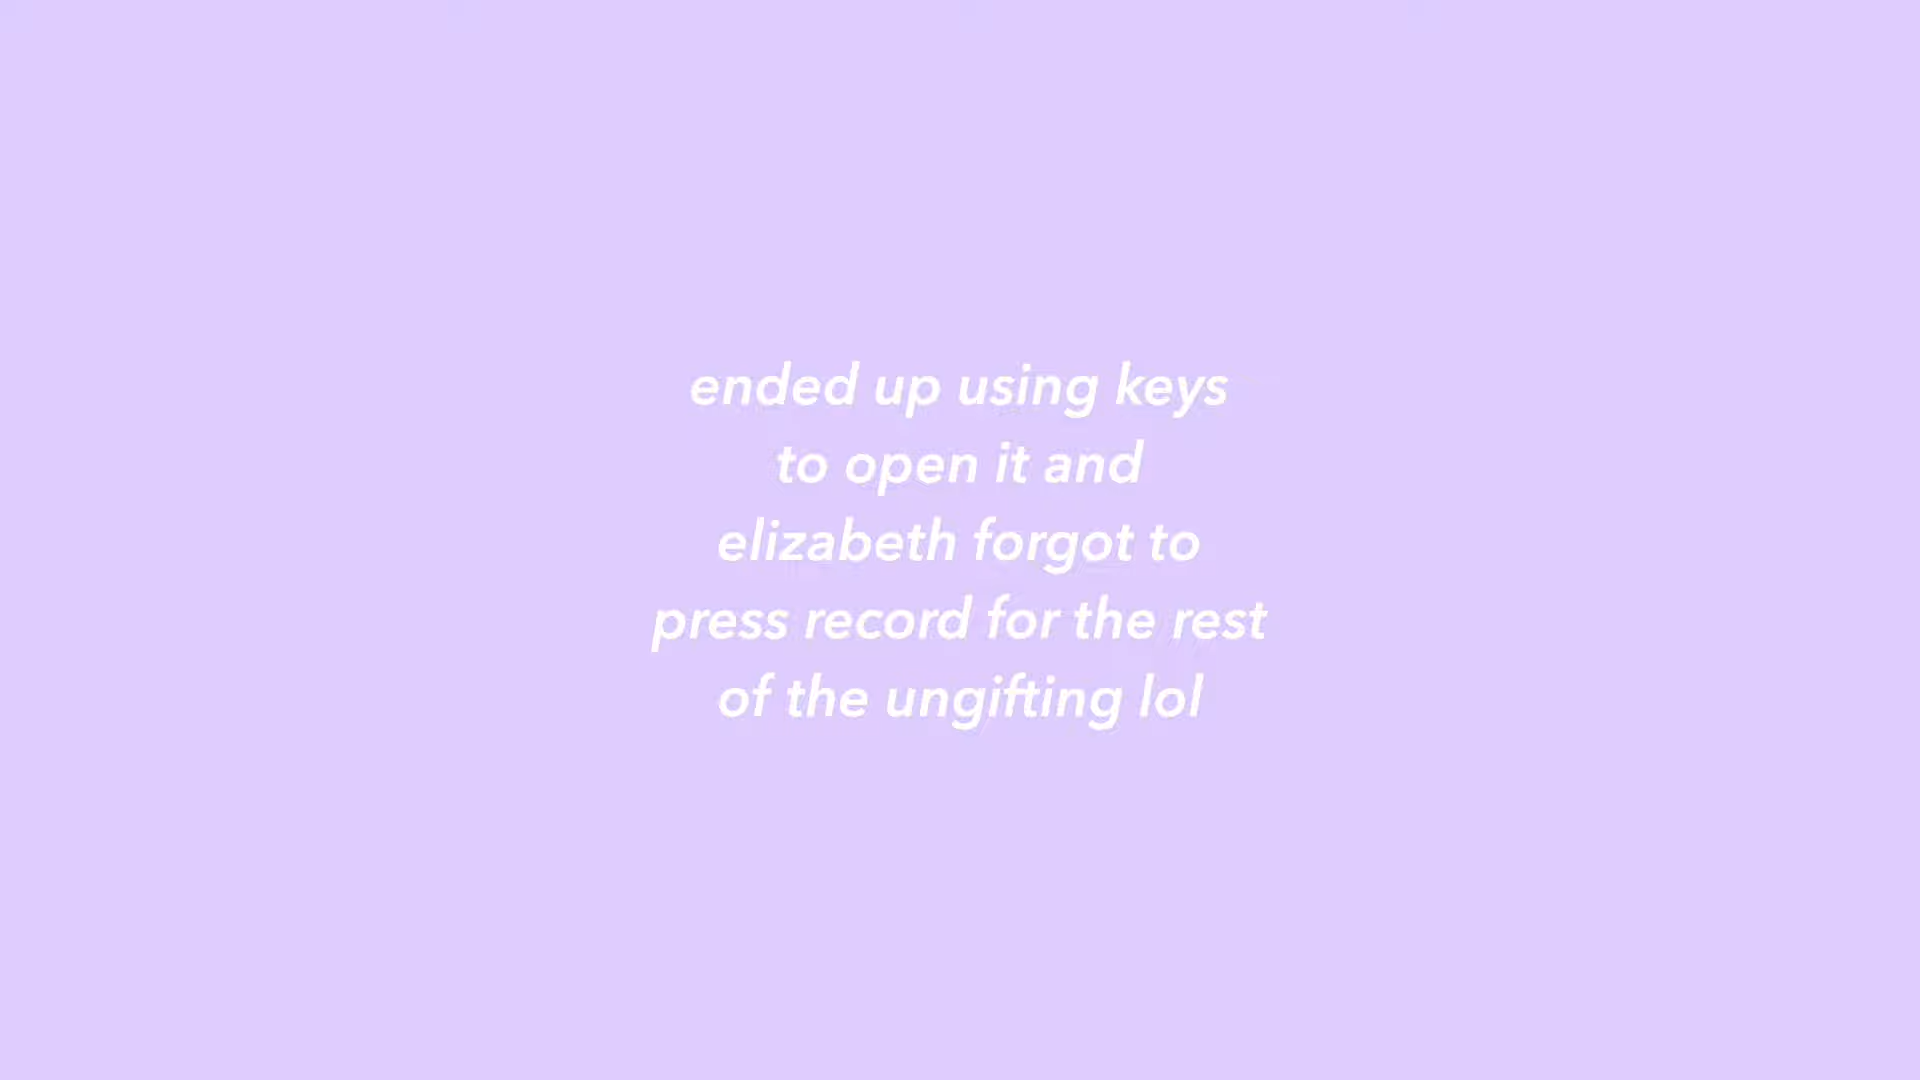 ended up using keys
to open it and
elizabeth forgot to
press record for the rest
of the ungifting lol